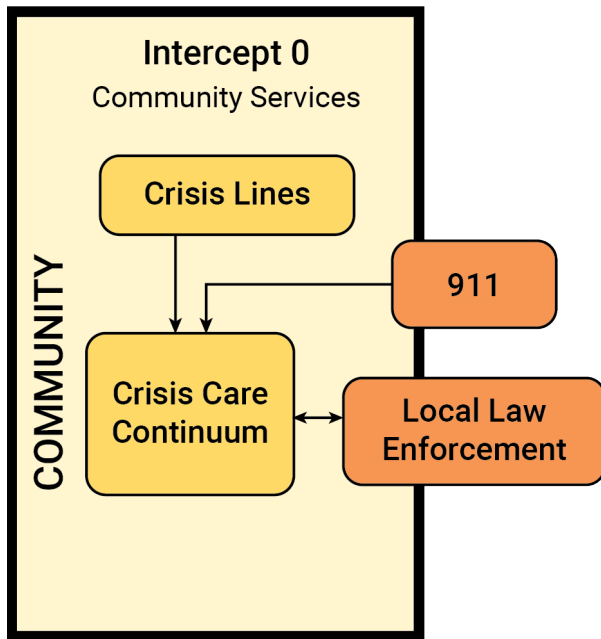 Intercept 0
Community Services
Crisis Lines
COMMUNITY
911
Crisis Care
Continuum
Local Law
Enforcement